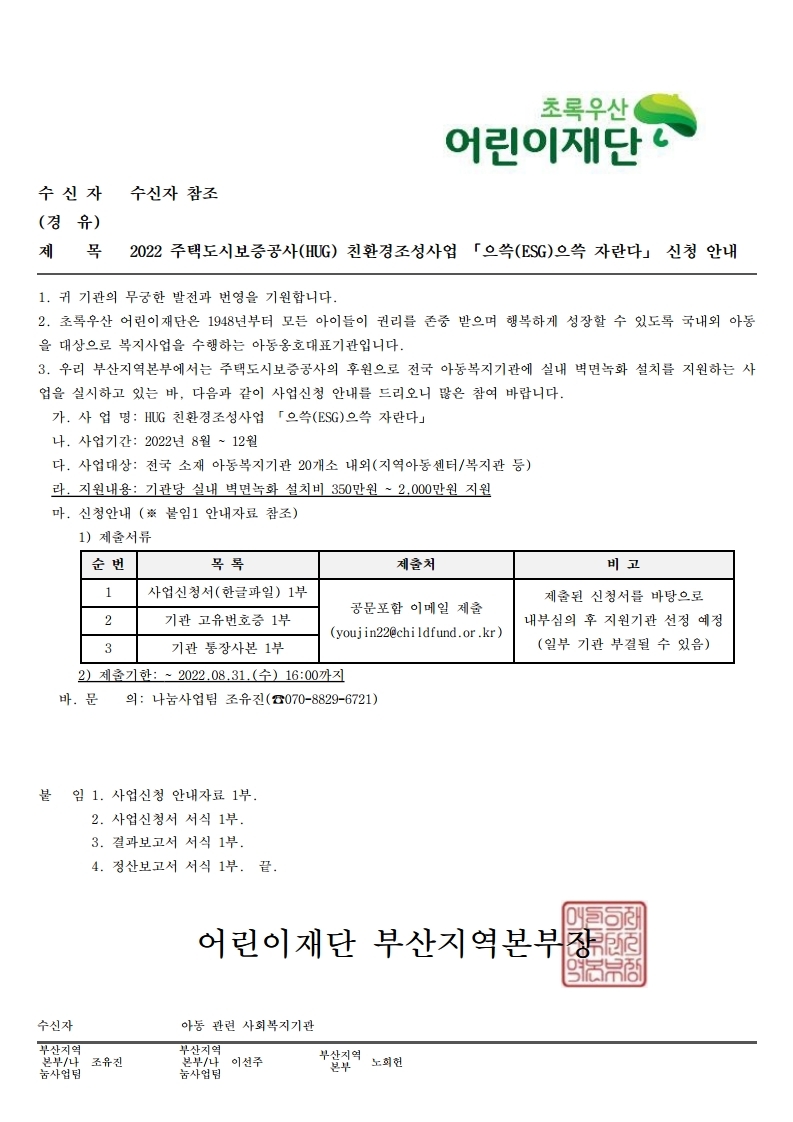 초록우산
어린이재단
수 신 자 수신자 참조
(경 유)
제 목 2022 주택도시보증공사(HUG) 친환경조성사업 「으쓱(ESG)으쓱 자란다」 신청 안내
1. 귀 기관의 무궁한 발전과 번영을 기원합니다.
2. 초록우산 어린이재단은 1948년부터 모든 아이들이 권리를 존중 받으며 행복하게 성장할 수 있도록 국내외 아동
을 대상으로 복지사업을 수행하는 아동옹호대표기관입니다.
3. 우리 부산지역본부에서는 주택도시보증공사의 후원으로 전국 아동복지기관에 실내 벽면녹화 설치를 지원하는 사
업을 실시하고 있는 바, 다음과 같이 사업신청 안내를 드리오니 많은 참여 바랍니다.
가. 사 업 명: HUG 친환경조성사업 「으쓱(ESG)으쓱 자란다」
나. 사업기간: 2022년 8월 ~ 12월
다. 사업대상: 전국 소재 아동복지기관 20개소 내외(지역아동센터/복지관 등)
라. 지원내용: 기관당 실내 벽면녹화 설치비 350만원 ~ 2,000만원 지원
마. 신청안내 (※ 붙임1 안내자료 참조)
1) 제출서류
순 번 목 록 제출처 비 고
1 사업신청서(한글파일) 1부
2 기관 고유번호증 1부
3 기관 통장사본 1부
공문포함 이메일 제출
(youjin22@childfund.or.kr)
제출된 신청서를 바탕으로
내부심의 후 지원기관 선정 예정
(일부 기관 부결될 수 있음)
2) 제출기한: ~ 2022.08.31.(수) 16:00까지
바. 문 의: 나눔사업팀 조유진(☎070-8829-6721)
붙 임 1. 사업신청 안내자료 1부.
2. 사업신청서 서식 1부.
3. 결과보고서 서식 1부.
4. 정산보고서 서식 1부. 끝.
어린이재단 부산지역본부장
수신자 아동 관련 사회복지기관
부산지역
본부/나
눔사업팀
조유진
부산지역
본부/나
눔사업팀
이선주
부산지역
본부
노희헌